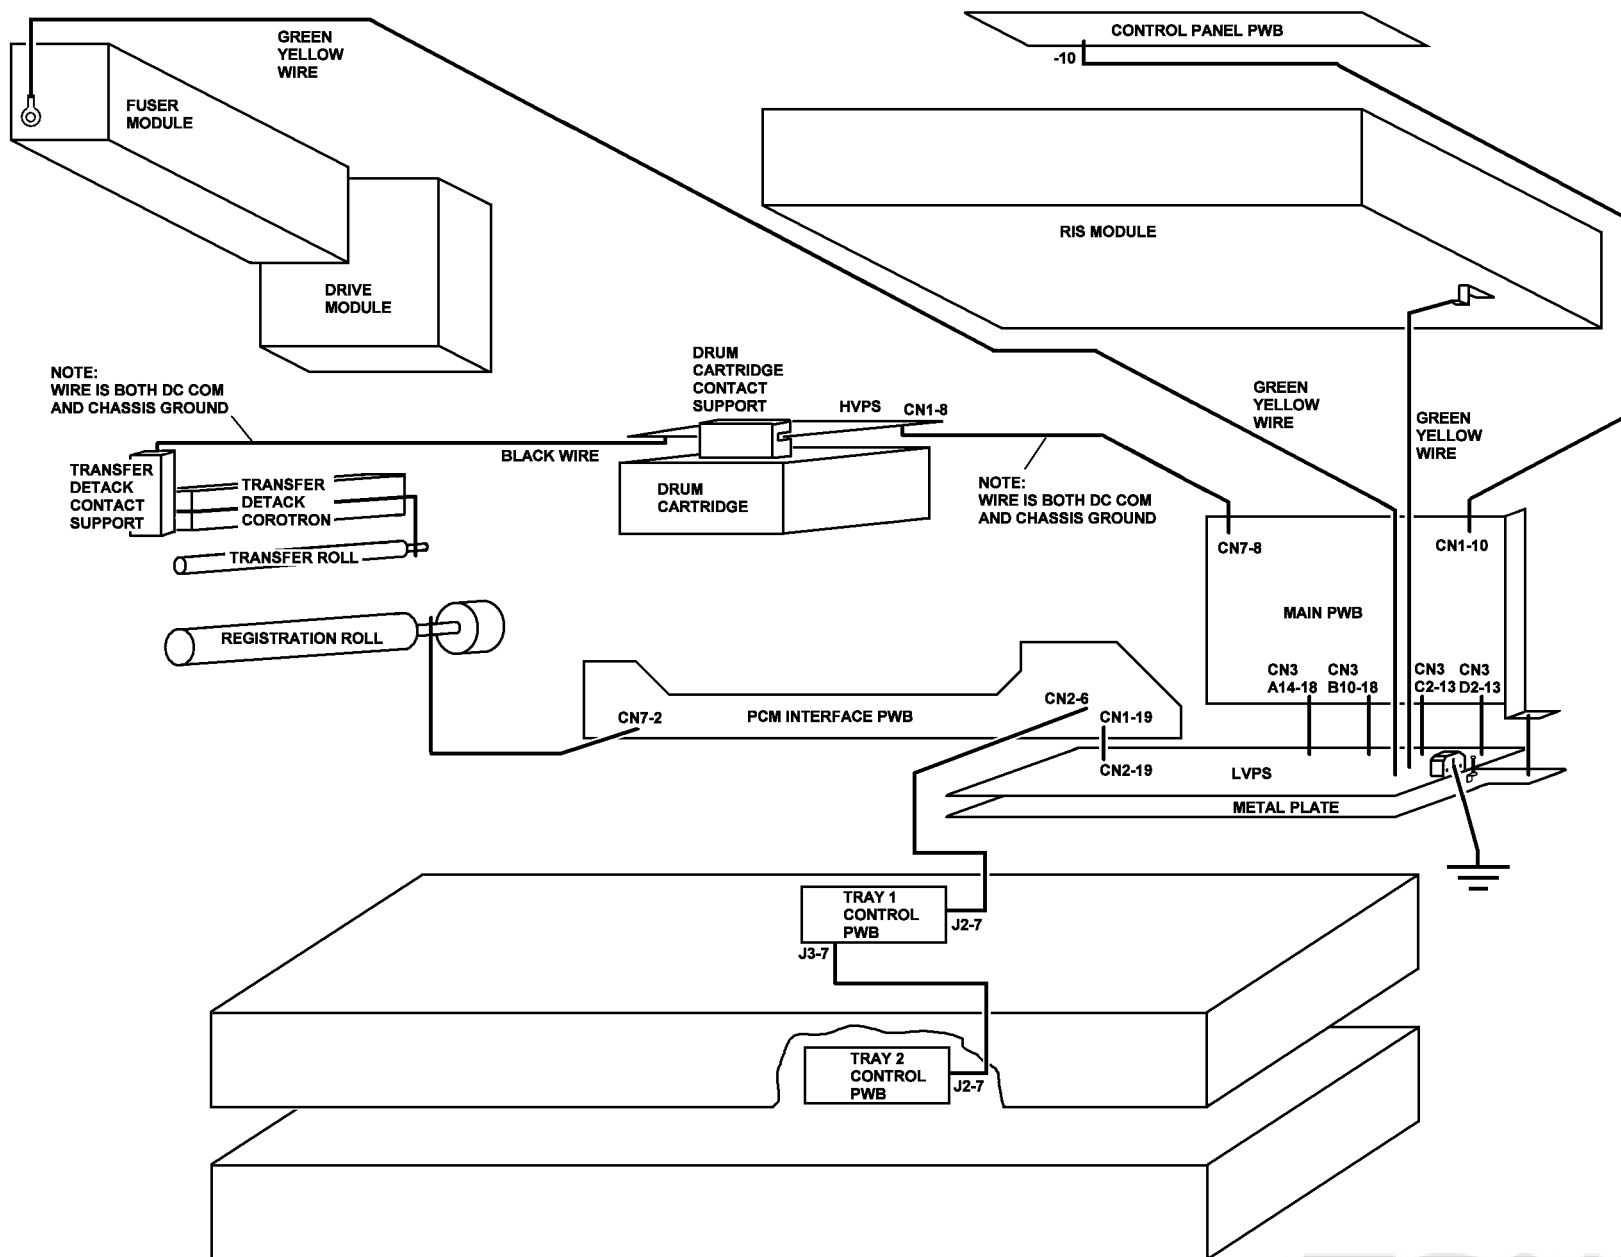 GREEN
YELLOW
WIRE
CONTROL PANEL PWB
-10
FUSER
MODULE
RIS MODULE
DRIVE
MODULE
NOTE:
WIRE IS BOTH DC COM
AND CHASSIS GROUND
DRUM
CARTRIDGE
CONTACT
SUPPORT
HVPS
CN1-8
GREEN
YELLOW
WIRE
GREEN
YELLOW
WIRE
BLACK WIRE
TRANSFER
DETACK
CONTACT
SUPPORT
TRANSFER
DETACK
COROTRON
DRUM
CARTRIDGE
NOTE:
WIRE IS BOTH DC COM
AND CHASSIS GROUND
TRANSFER ROLL
CN7-8
CN1-10
MAIN PWB
REGISTRATION ROLL
CN3
A14-18
CN3
B10-18
CN3
C2-13
CN3
D2-13
CN7-2
PCM INTERFACE PWB
CN2-6
CN1-19
CN2-19
LVPS
METAL PLATE
TRAY 1
CONTROL
PWB
J2-7
J3-7
TRAY 2
CONTROL
PWB
J2-7